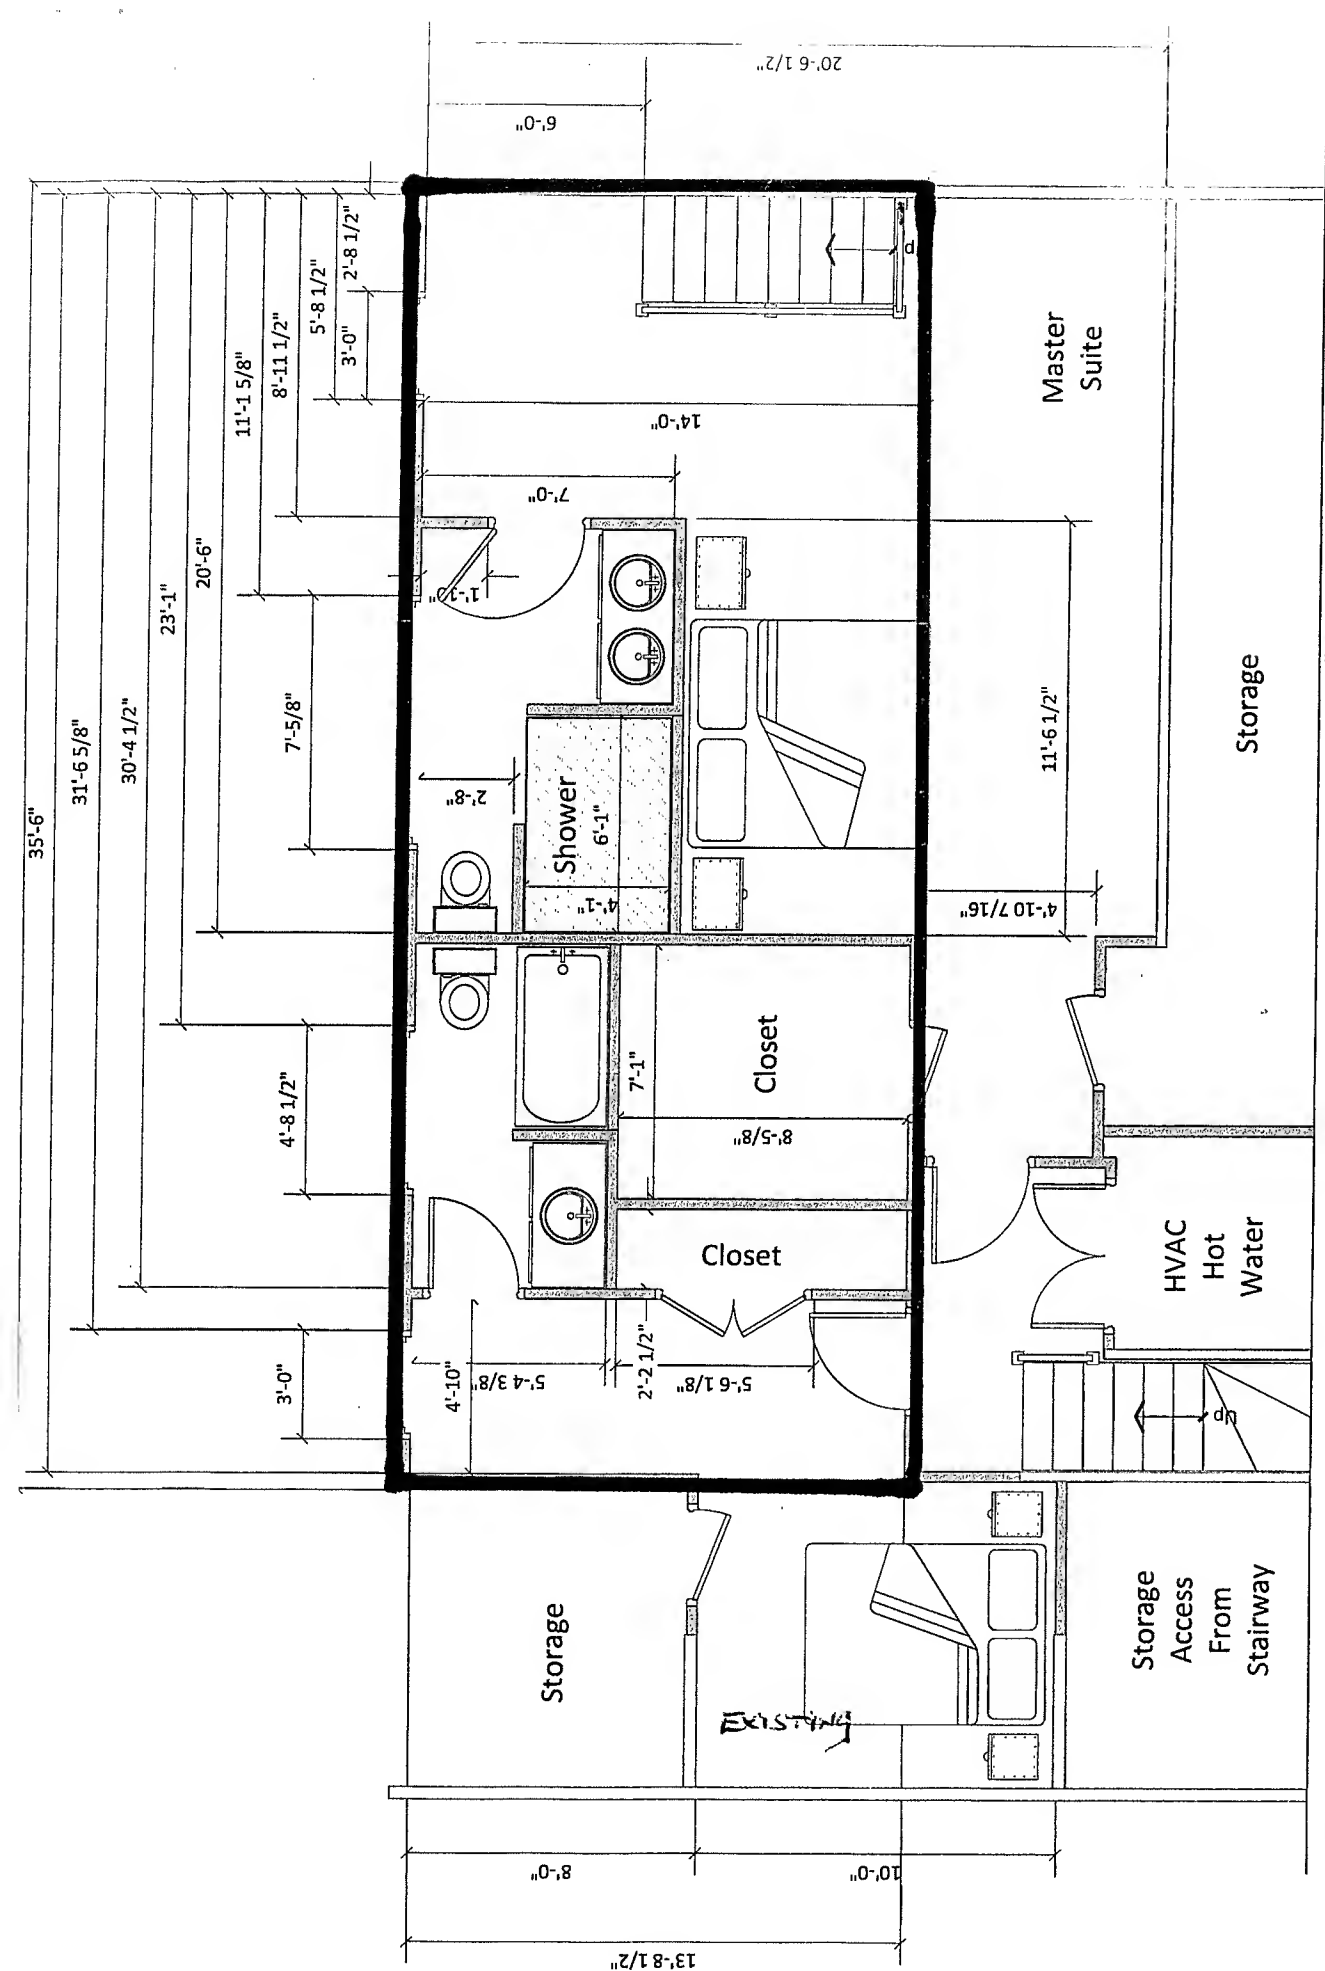 35'-6"
31'-6 5/8"
30'-4 1/2"
23'-1"
20'-6"
11'-1 5/8"
8'-11 1/2"
5'-8 1/2"
2'-8 1/2"
3'-0"
7'-5/8"
4'-8 1/2"
3'-0"
20'-6 1/2"
6'-0"
14'-0"
7'-0"
2'-8"
Shower
6'-1"
4'-1"
Up
Master
Suite
11'-6 1/2"
4'-10 7/16"
Storage
Closet
7'-1"
8'-5/8"
Closet
2'-2 1/2"
5'-6 1/8"
5'-4 3/8"
4'-10"
HVAC
Hot
Water
Up
Storage
EXISTING
Storage
Access
From
Stairway
8'-0"
10'-0"
13'-8 1/2"